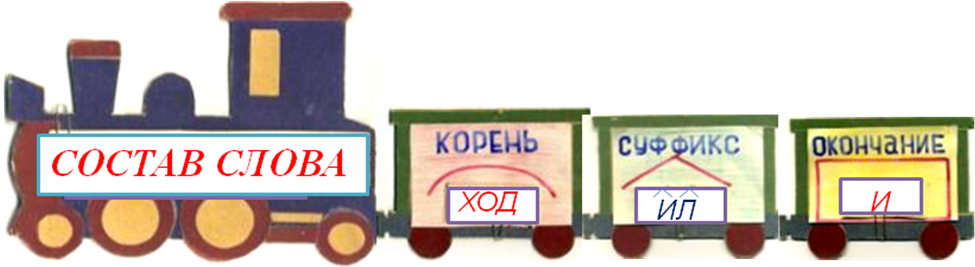 СОСТАВ СЛОВА
КОРЕНЬ
ХОД
СУФФИКС
ИЛ
ОКОНЧАНИЕ
И